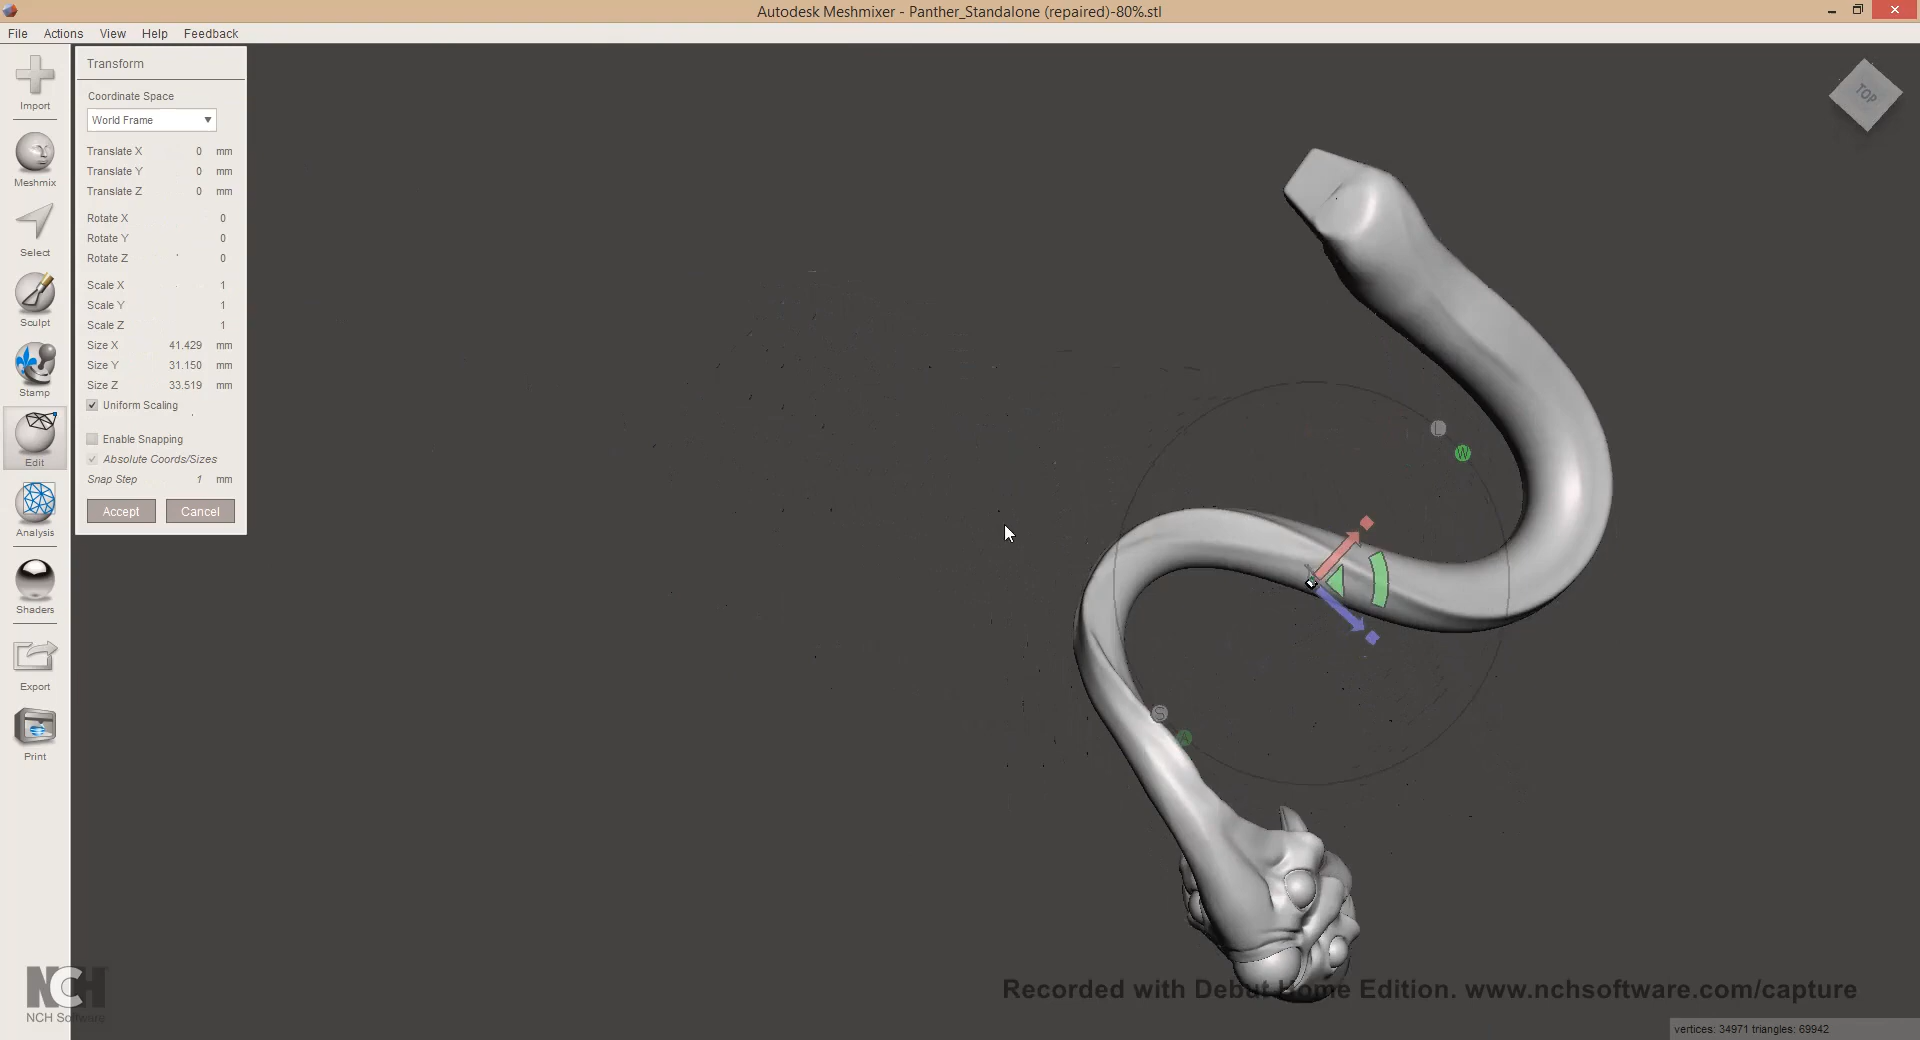 Autodesk Meshmixer - Panther_Standalone (repaired)-80%.stl
File Actions View Help Feedback
Import
Meshmix
Select
Sculpt
Stamp
Edit
Analysis
Shaders
Export
Print
Transform
Coordinate Space
World Frame
Translate X 0 mm
Translate Y 0 mm
Translate Z 0 mm
Rotate X 0
Rotate Y 0
Rotate Z 0
Scale X 1
Scale Y 1
Scale Z 1
Size X 41.429 mm
Size Y 31.150 mm
Size Z 33.519 mm
Uniform Scaling
Enable Snapping
Absolute Coords/Sizes
Snap Step 1 mm
Accept Cancel
TOP
L
W
S
A
NCH
NCH Software
Recorded with Debut Home Edition. www.nchsoftware.com/capture
vertices: 34971 triangles: 69942